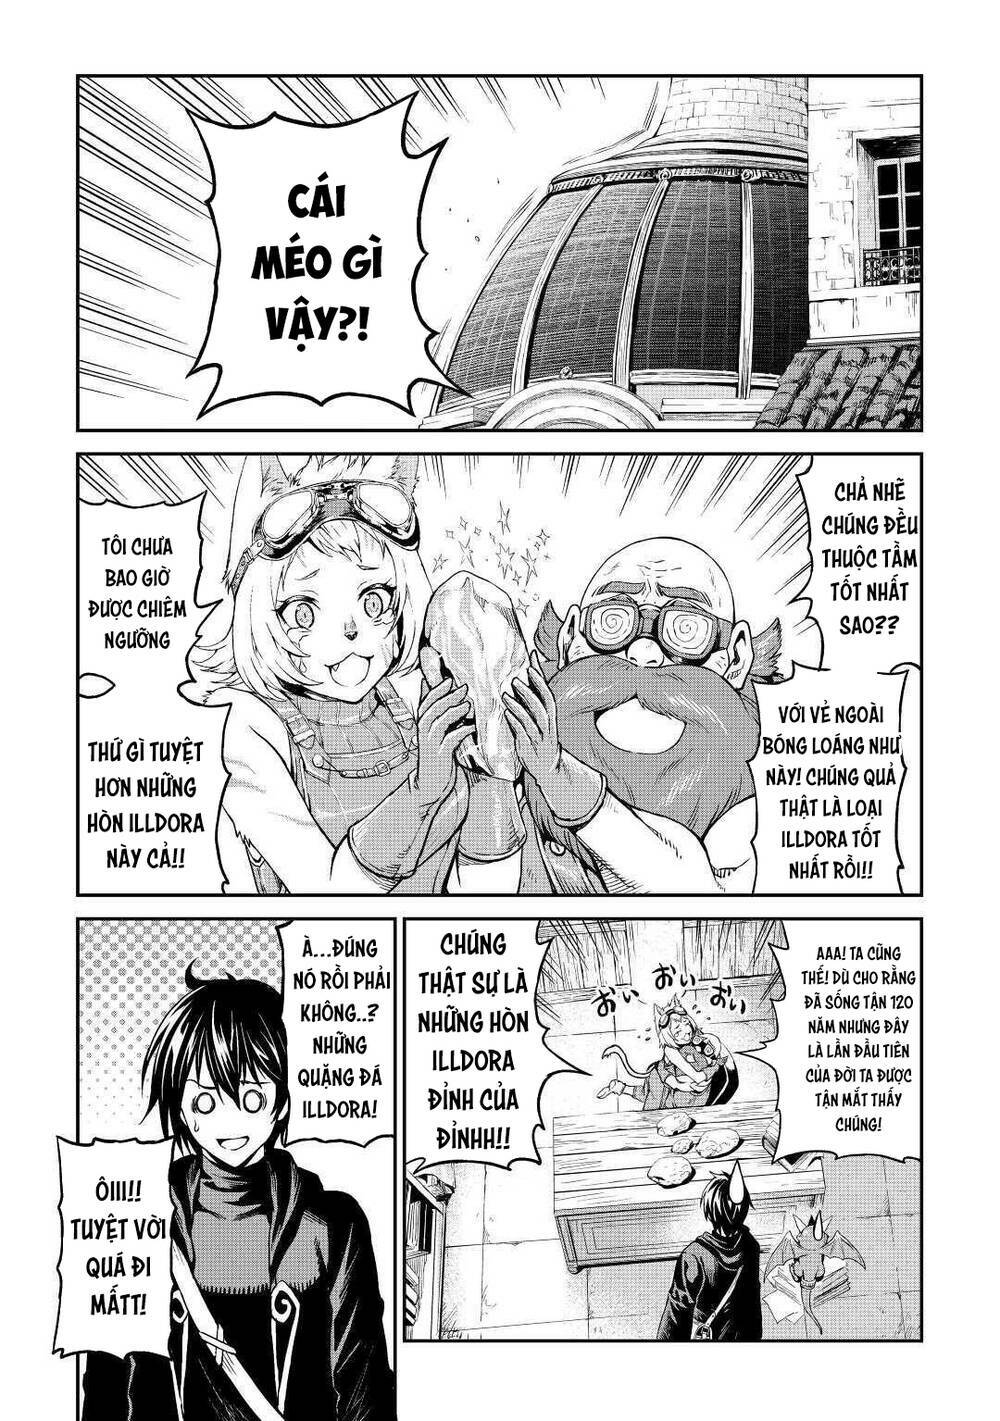 CÁI
MÉO GÌ
VẬY?!
CHẢ NHẼ
CHÚNG ĐỀU
THUỘC TẦM
TỐT NHẤT
SAO??
VỚI VẺ NGOÀI
BÓNG LOÁNG NHƯ
NÀY! CHÚNG QUẢ
THẬT LÀ LOẠI
ILLDORA TỐT
NHẤT RỒI!!
TÔI CHƯA
BAO GIỜ
ĐƯỢC CHIÊM
NGƯỠNG
THỨ GÌ TUYỆT
HƠN NHỮNG
HÒN ILLDORA
NÀY CẢ!!
AAA! TA CŨNG
THẾ! DÙ CHO RẰNG
ĐÃ SỐNG TẬN 120
NĂM NHƯNG ĐÂY
LÀ LẦN ĐẦU TIÊN
CỦA ĐỜI TA ĐƯỢC
TẬN MẮT THẤY
CHÚNG!
おぃおぃ
CHÚNG
THẬT SỰ LÀ
NHỮNG HÒN
ILLDORA
ĐỈNH CỦA
ĐỈNHH!!
À...ĐÚNG
NÓ RỒI PHẢI
KHÔNG..?
NHỮNG
QUẶNG ĐÁ
ILLDORA!
ÔIII!!
TUYỆT VỜI
QUÁ ĐI
MẤTT!